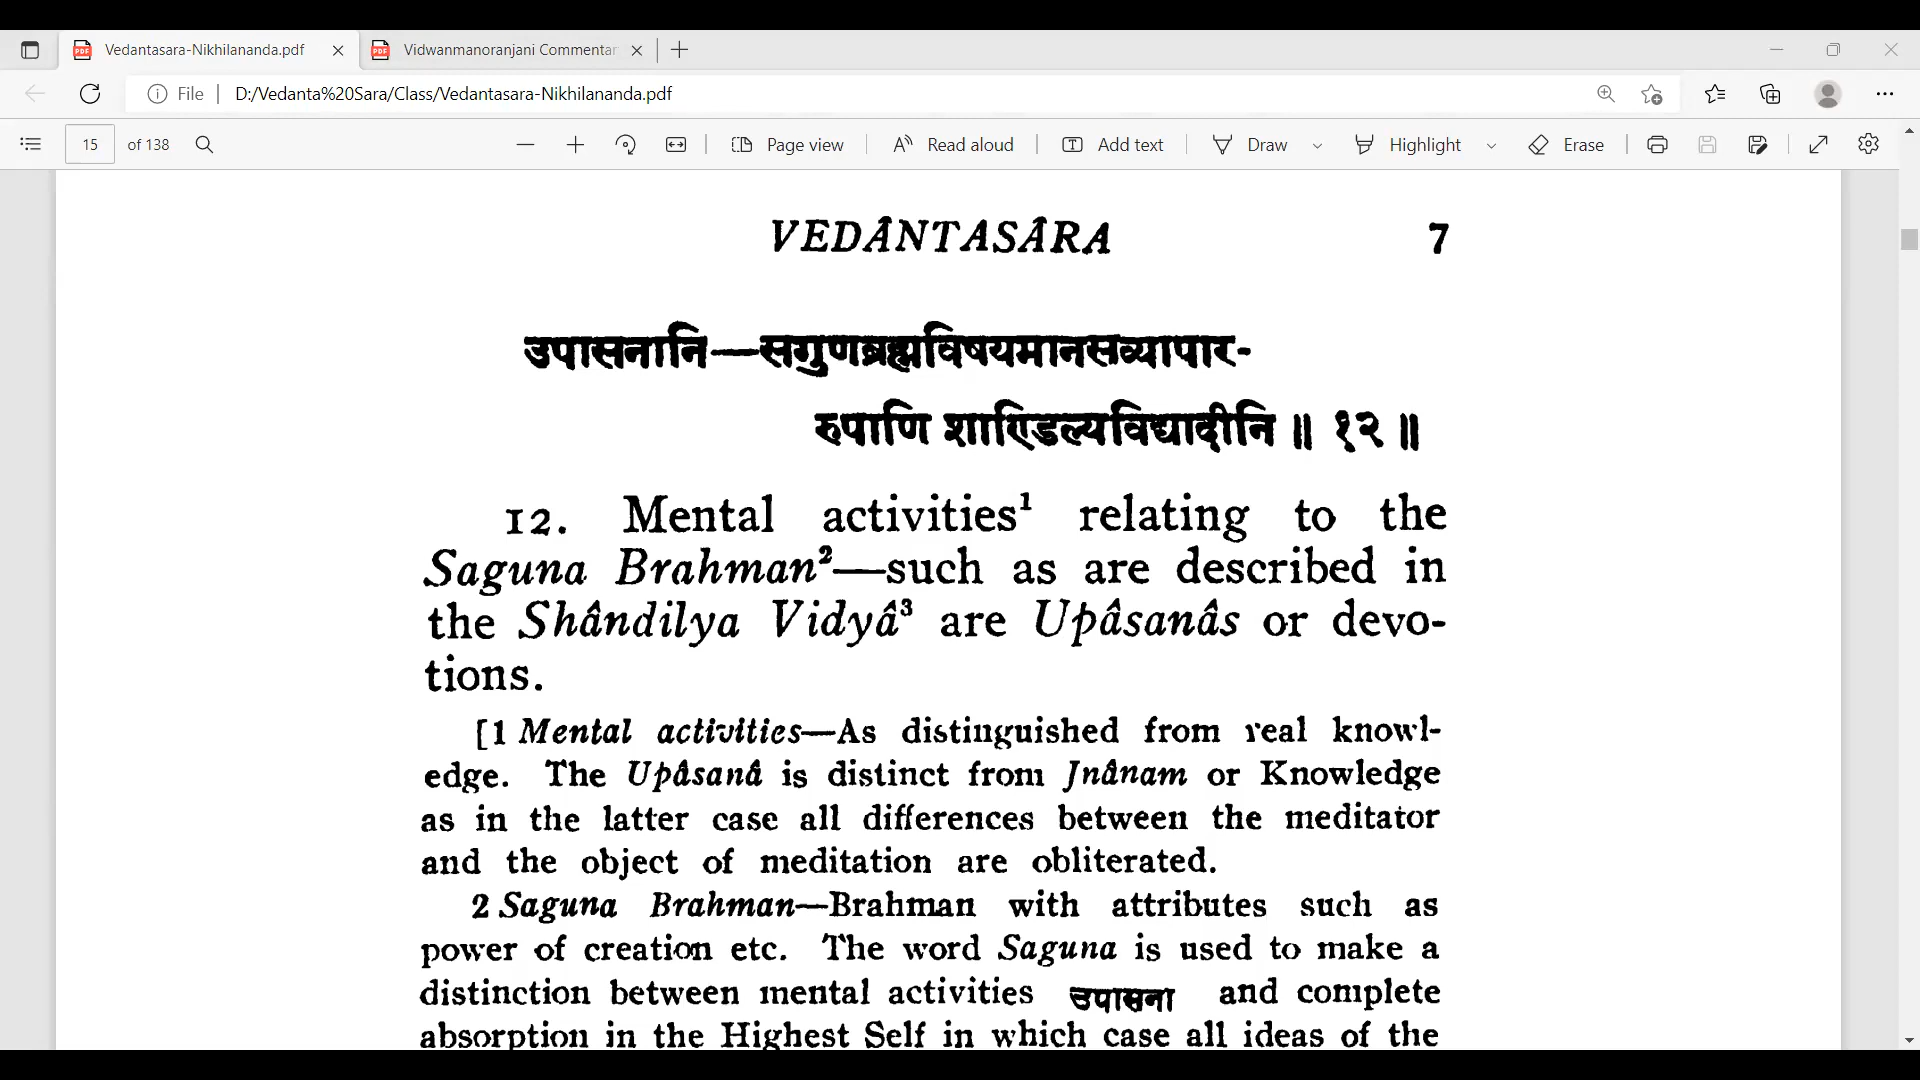 Vedantasara-Nikhilananda.pdf
Vidwanmanoranjani Commentar
File
D:/Vedanta%20Sara/Class/Vedantasara-Nikhilananda.pdf
15 of 138
Page view
Read aloud
Add text
Draw
Highlight
Erase
VEDÂNTASÂRA 7
उपासनानि—सगुणब्रह्मविषयमानसव्यापार-
रुपाणि शाण्डिल्यविद्यादीनि ॥ १२ ॥
12. Mental activities¹ relating to the
Saguna Brahman²—such as are described in
the Shândilya Vidyâ³ are Upâsanâs or devo-
tions.
[1 Mental activities—As distinguished from real knowl-
edge. The Upâsanâ is distinct from Jnânam or Knowledge
as in the latter case all differences between the meditator
and the object of meditation are obliterated.
2 Saguna Brahman—Brahman with attributes such as
power of creation etc. The word Saguna is used to make a
distinction between mental activities उपासना and complete
absorption in the Highest Self in which case all ideas of the